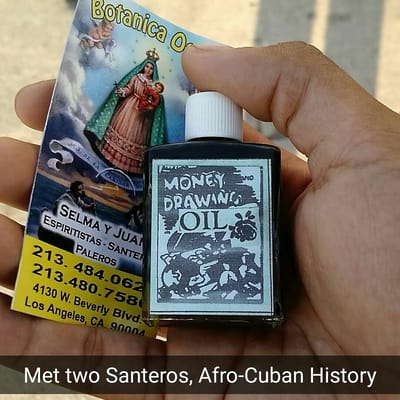 Botanica
SELMA Y JUAN
ESPIRITISTAS - SANTE
PALEROS
213. 484.062
213.480.758
4130 W. Beverly Blvd.
Los Angeles, CA. 90004
MONEY
DRAWING
OIL
Met two Santeros, Afro-Cuban History